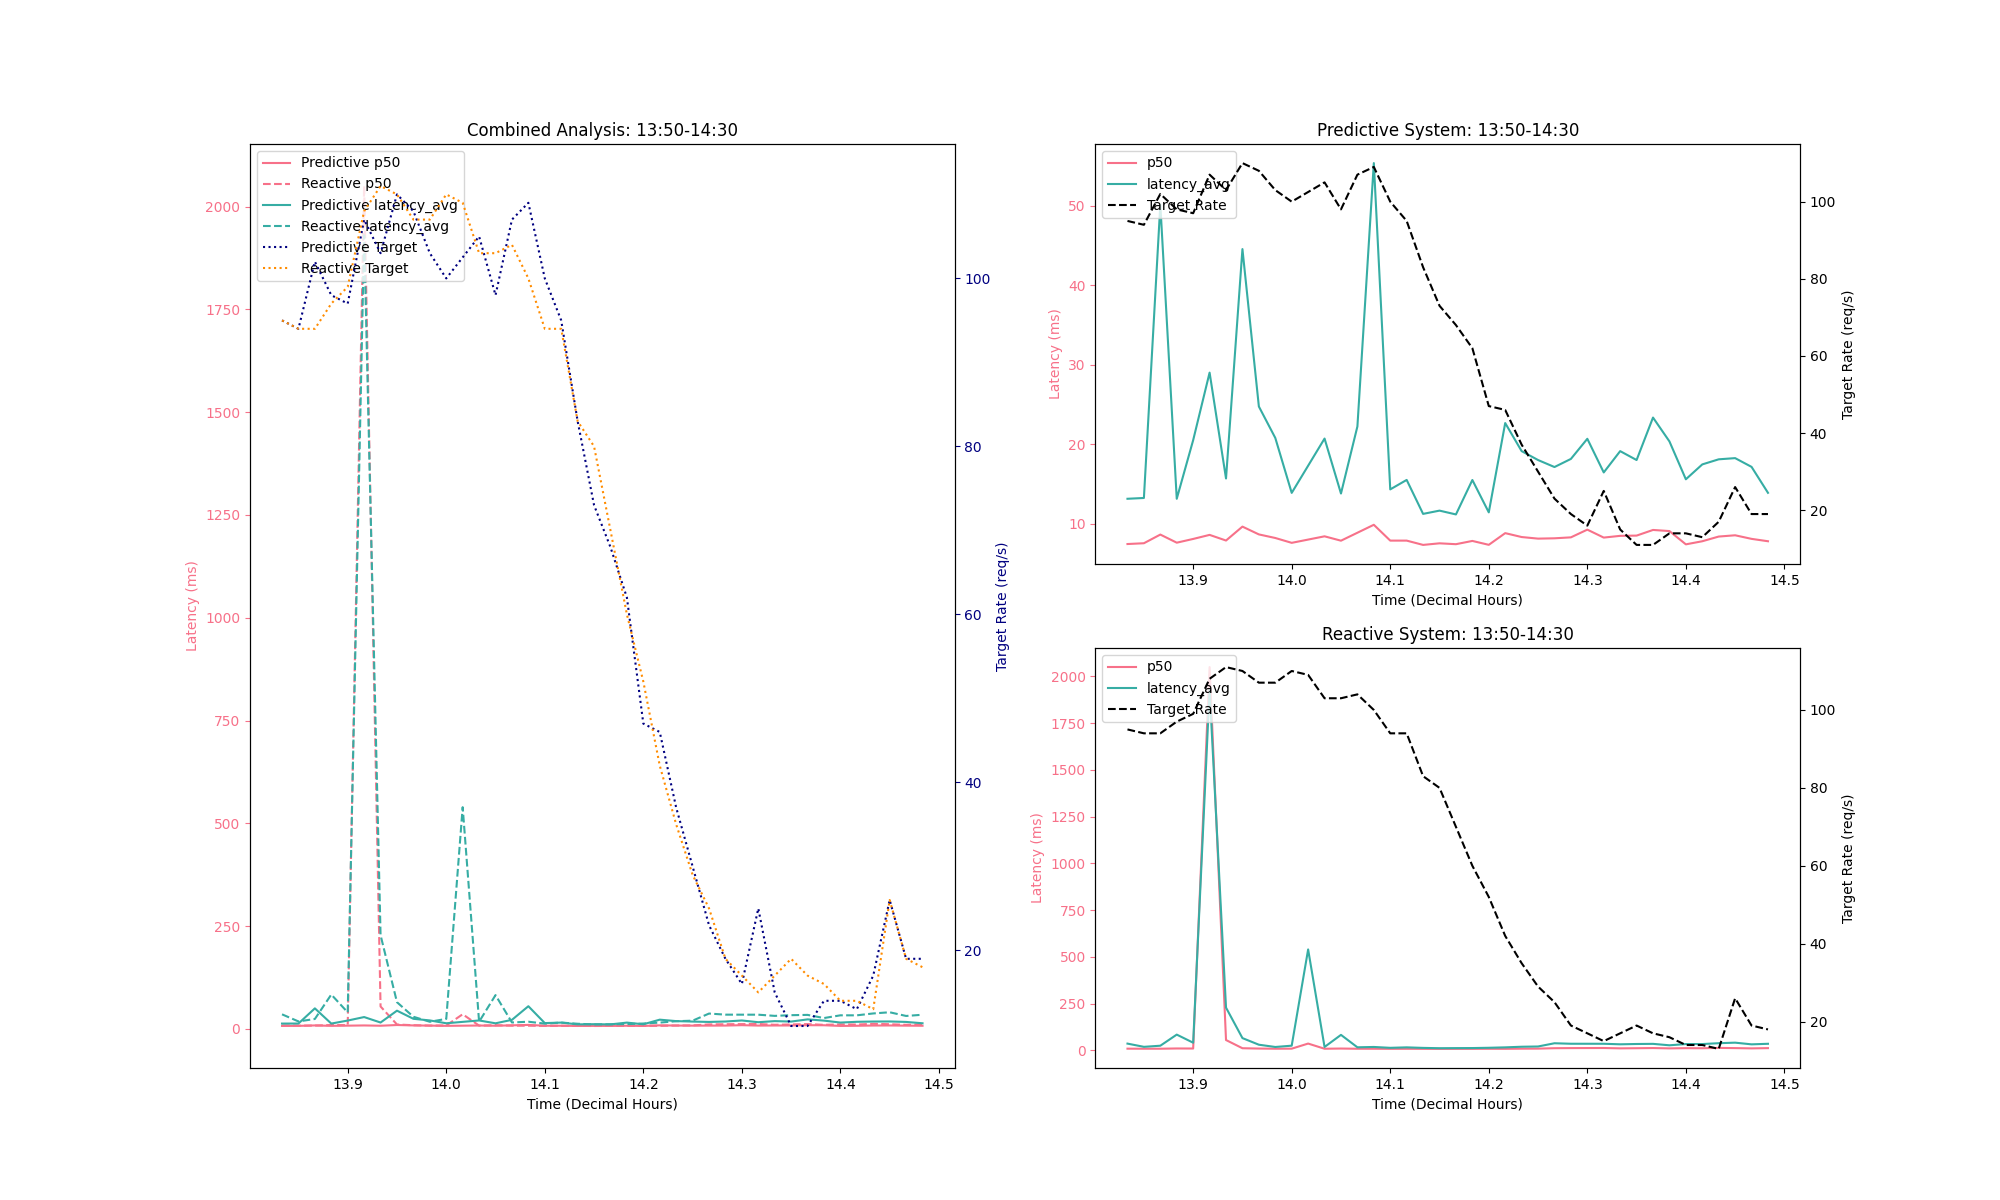 Combined Analysis: 13:50-14:30
Predictive p50
Reactive p50
Predictive latency_avg
Reactive latency_avg
Predictive Target
Reactive Target
2000
1750
1500
1250
1000
750
500
250
0
Latency (ms)
100
80
60
40
20
Target Rate (req/s)
13.9 14.0 14.1 14.2 14.3 14.4 14.5
Time (Decimal Hours)
Predictive System: 13:50-14:30
p50
latency_avg
Target Rate
50
40
30
20
10
Latency (ms)
100
80
60
40
20
Target Rate (req/s)
13.9 14.0 14.1 14.2 14.3 14.4 14.5
Time (Decimal Hours)
Reactive System: 13:50-14:30
p50
latency_avg
Target Rate
2000
1750
1500
1250
1000
750
500
250
0
Latency (ms)
100
80
60
40
20
Target Rate (req/s)
13.9 14.0 14.1 14.2 14.3 14.4 14.5
Time (Decimal Hours)